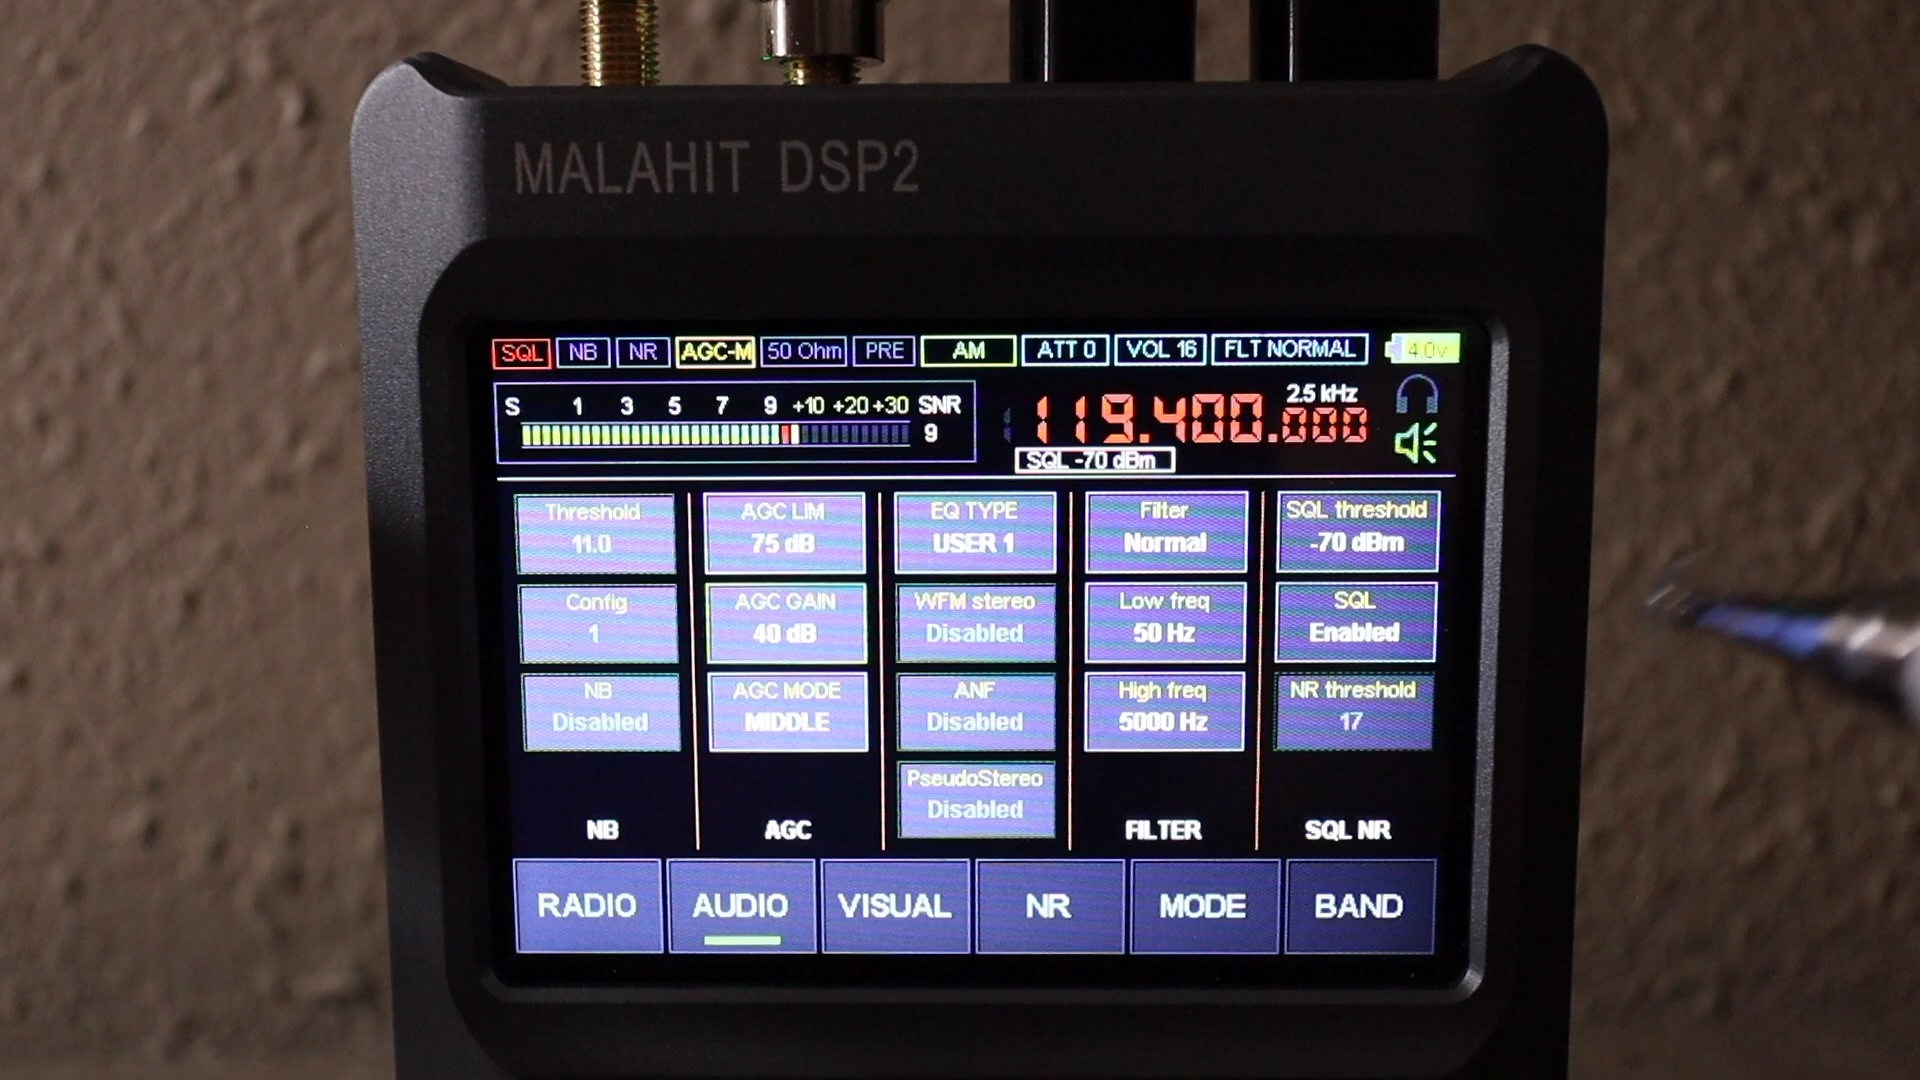 MALAHIT DSP2
SQL NB NR AGC-M 50 Ohm PRE AM ATT 0 VOL 16 FLT NORMAL 4.0v
S 1 3 5 7 9 +10 +20 +30 SNR
9
2.5 kHz
119.400.000
SQL -70 dBm
Threshold
11.0
AGC LIM
75 dB
EQ TYPE
USER 1
Filter
Normal
SQL threshold
-70 dBm
Config
1
AGC GAIN
40 dB
WFM stereo
Disabled
Low freq
50 Hz
SQL
Enabled
NB
Disabled
AGC MODE
MIDDLE
ANF
Disabled
High freq
5000 Hz
NR threshold
17
PseudoStereo
Disabled
NB AGC FILTER SQL NR
RADIO AUDIO VISUAL NR MODE BAND